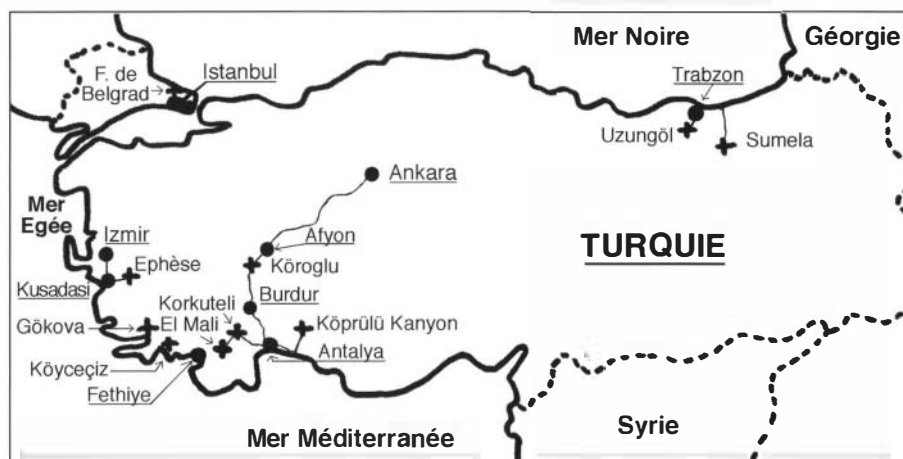 Mer Noire
Géorgie
F. de
Belgrad
Istanbul
Trabzon
Uzungöl
Sumela
Ankara
Mer
Egée
Izmir
Afyon
TURQUIE
Ephèse
Köroglu
Kusadasi
Burdur
Korkuteli
Gökova
El Mali
Köprülü Kanyon
Köyceçiz
Antalya
Fethiye
Syrie
Mer Méditerranée